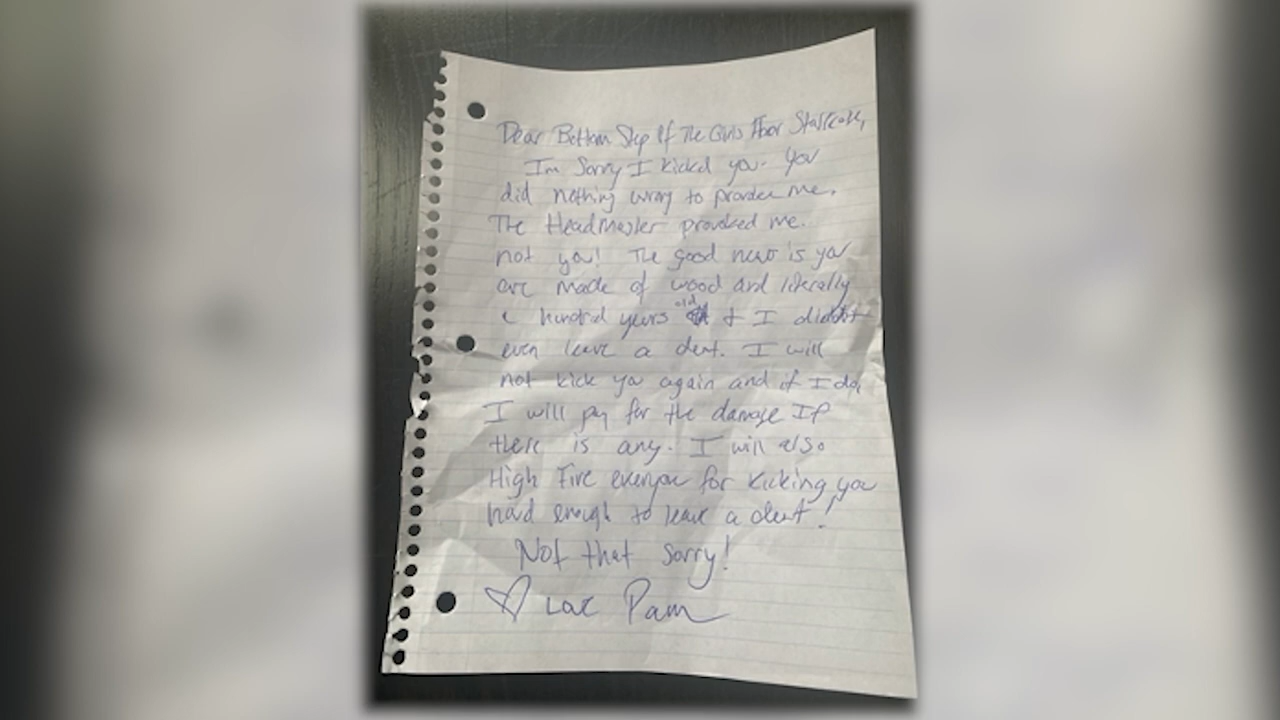 Dear Bottom Step Of The Girls Floor Staircase,
Im Sorry I kicked you. You
did nothing wrong to provoke me.
The HeadMaster provoked me.
not you! The good news is you
are made of wood and literally
a hundred years old & I didn't
even leave a dent. I will
not kick you again and if I do,
I will pay for the damage IF
there is any. I will also
High Five everyone for kicking you
hard enough to leave a dent!
Not that sorry!
Love Pam